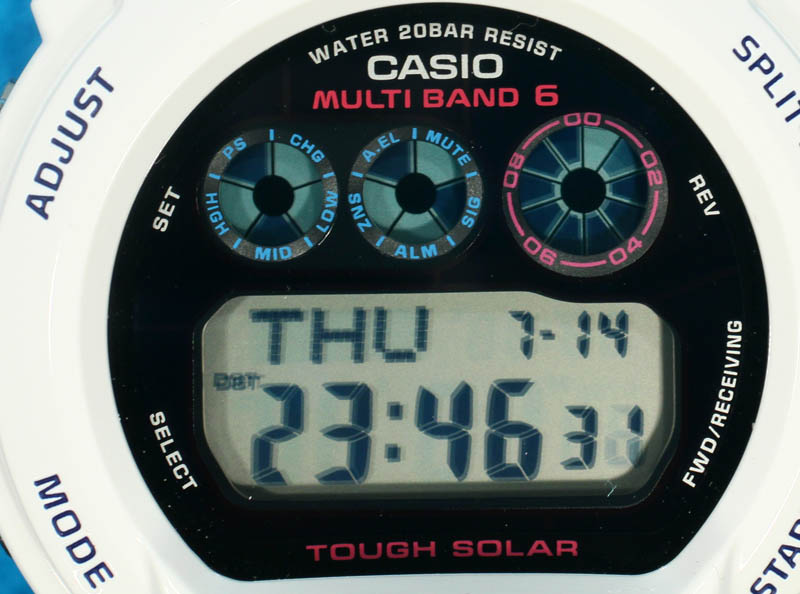 WATER 20BAR RESIST
CASIO
MULTI BAND 6
ADJUST
SPLIT
SET
REV
PS CHG LOW MID HIGH
A.EL MUTE SIG ALM SNZ
00 02 04 06 08
THU 7-14
DST
23:46 31
SELECT
FWD/RECEIVING
MODE
START
TOUGH SOLAR